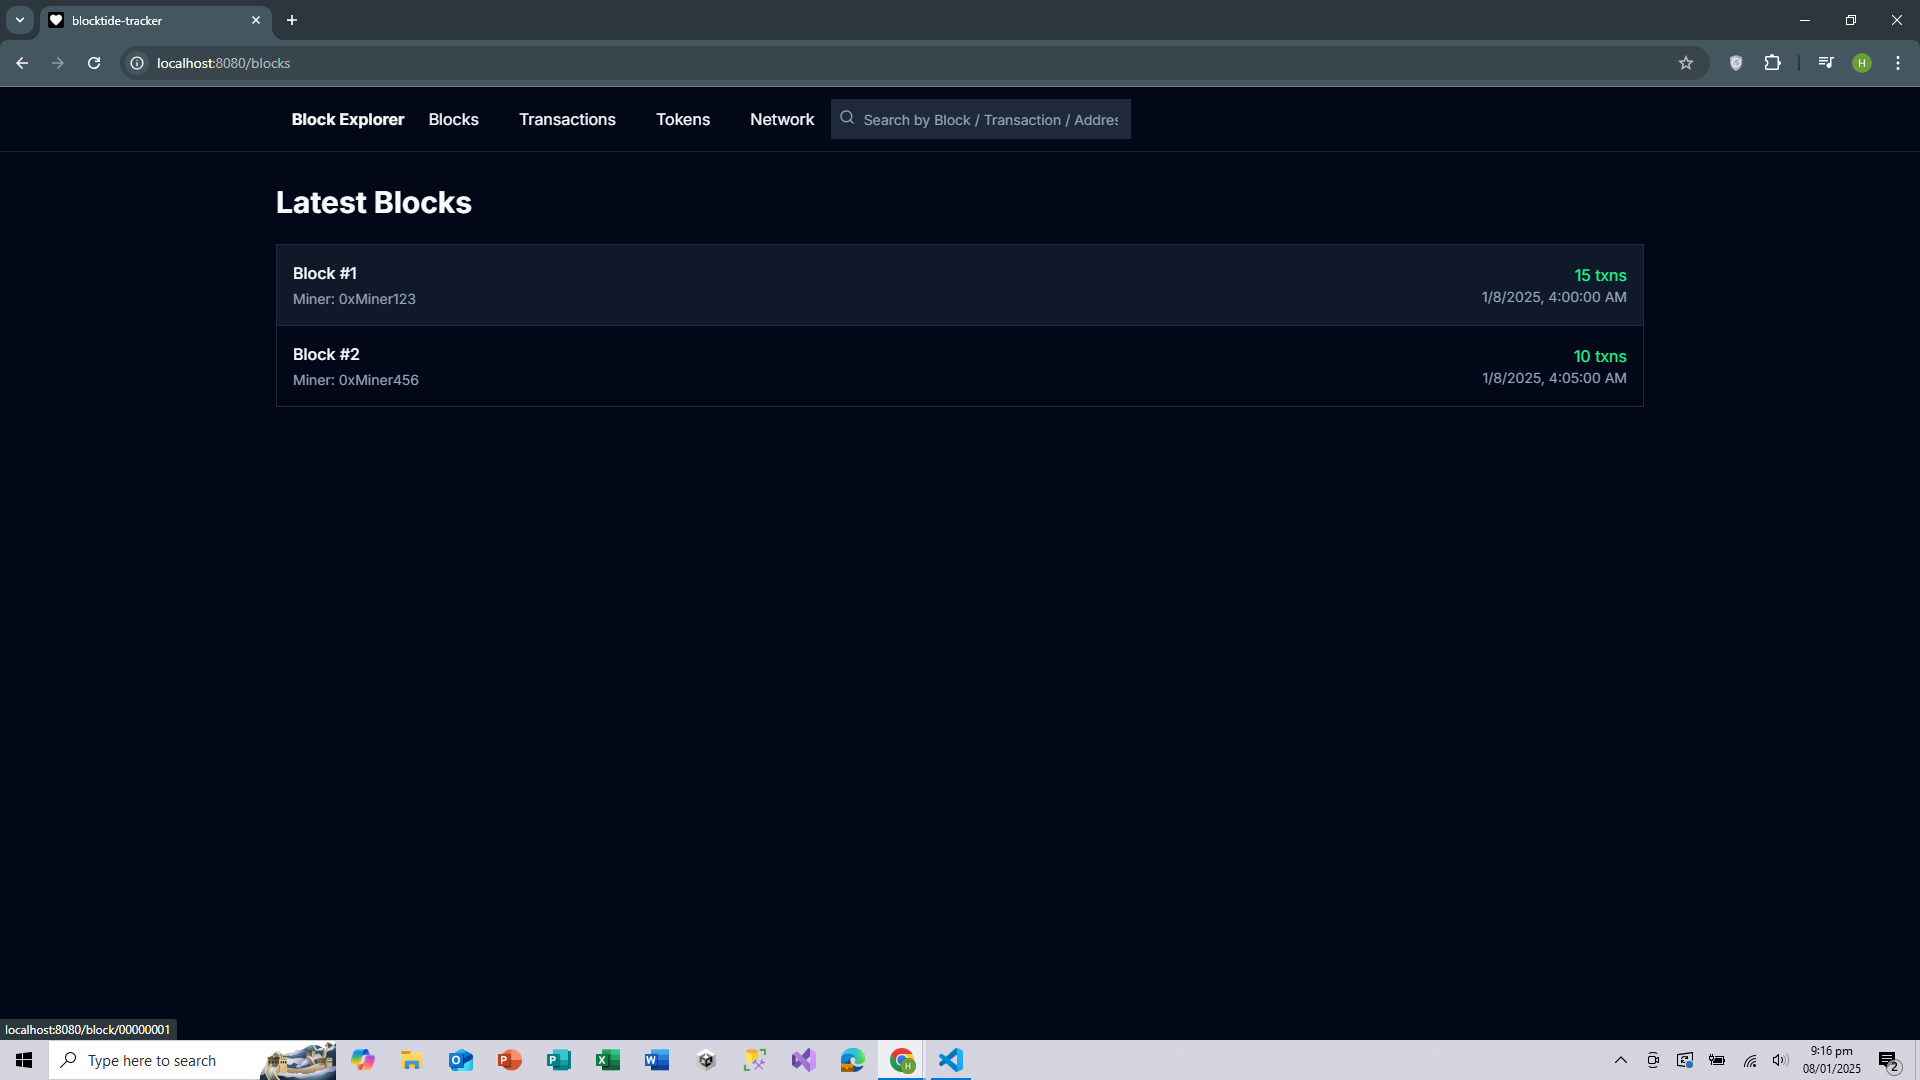 blocktide-tracker
localhost:8080/blocks
H
Block Explorer Blocks Transactions Tokens Network Search by Block / Transaction / Addres
Latest Blocks
Block #1
15 txns
Miner: 0xMiner123
1/8/2025, 4:00:00 AM
Block #2
10 txns
Miner: 0xMiner456
1/8/2025, 4:05:00 AM
localhost:8080/block/00000001
Type here to search
9:16 pm
08/01/2025
2